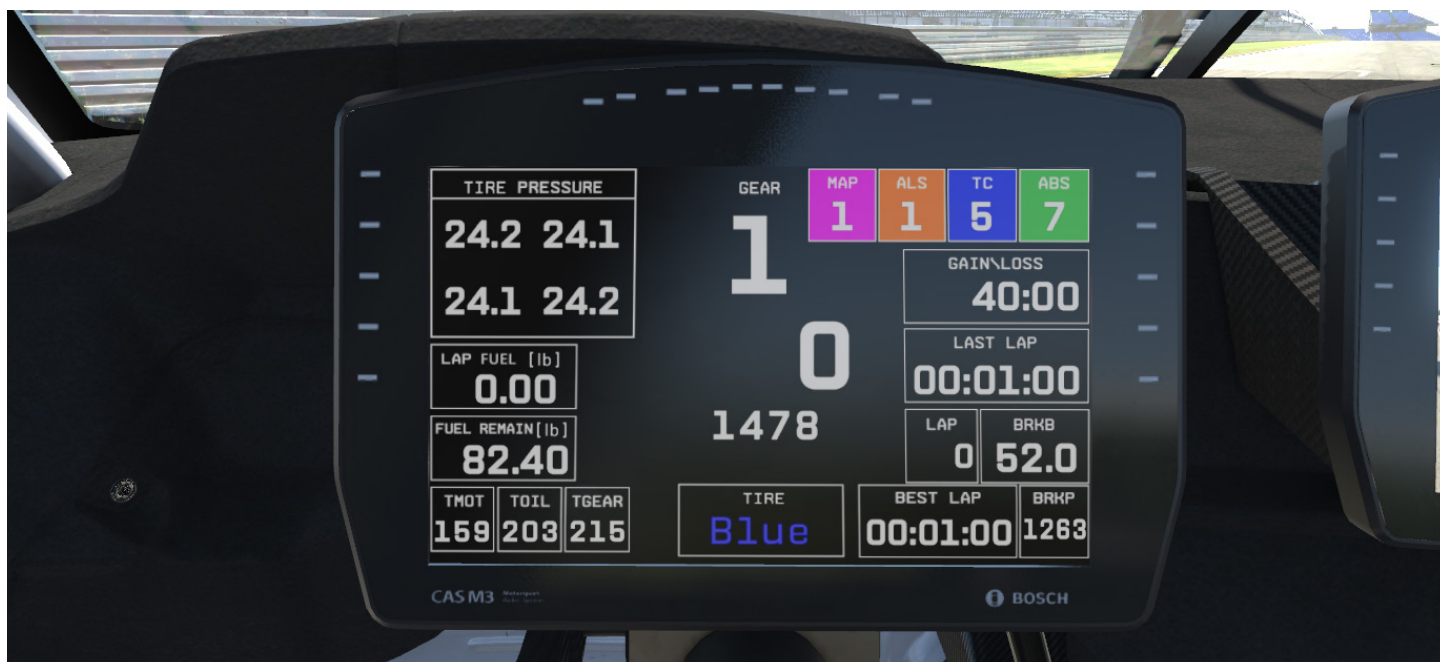 TIRE PRESSURE
24.2 24.1
24.1 24.2
LAP FUEL [lb]
0.00
FUEL REMAIN[lb]
82.40
TMOT TOIL TGEAR
159 203 215
GEAR
1
0
1478
TIRE
Blue
MAP ALS TC ABS
1 1 5 7
GAIN\LOSS
40:00
LAST LAP
00:01:00
LAP BRKB
0 52.0
BEST LAP BRKP
00:01:00 1263
CAS M3
BOSCH